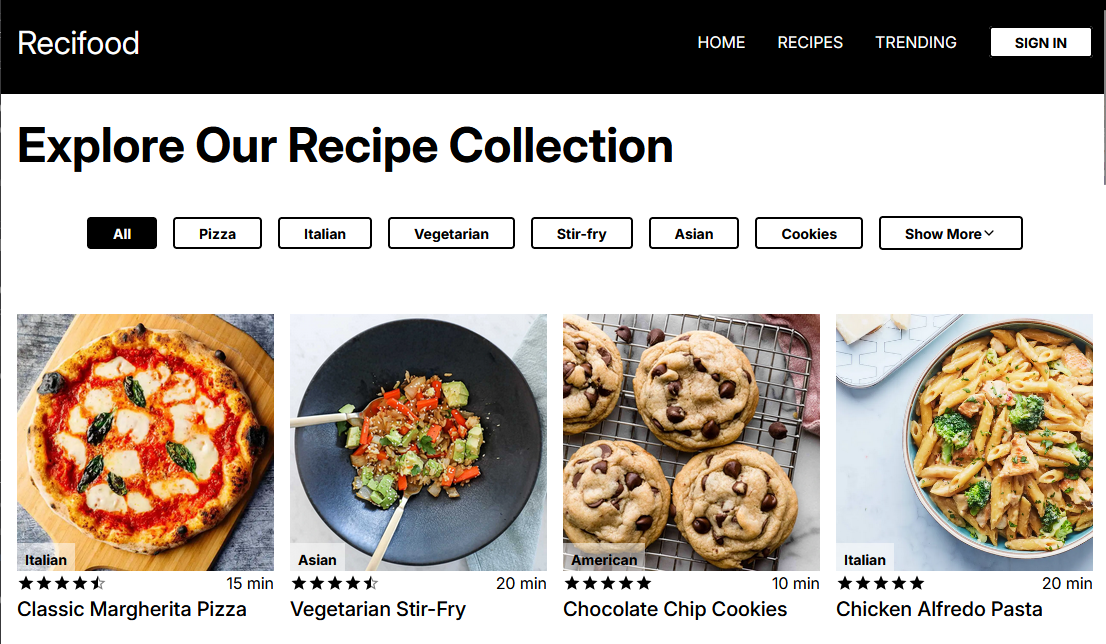 Recifood
HOME RECIPES TRENDING SIGN IN
Explore Our Recipe Collection
All Pizza Italian Vegetarian Stir-fry Asian Cookies Show More
Italian Asian American Italian
15 min 20 min 10 min 20 min
Classic Margherita Pizza Vegetarian Stir-Fry Chocolate Chip Cookies Chicken Alfredo Pasta